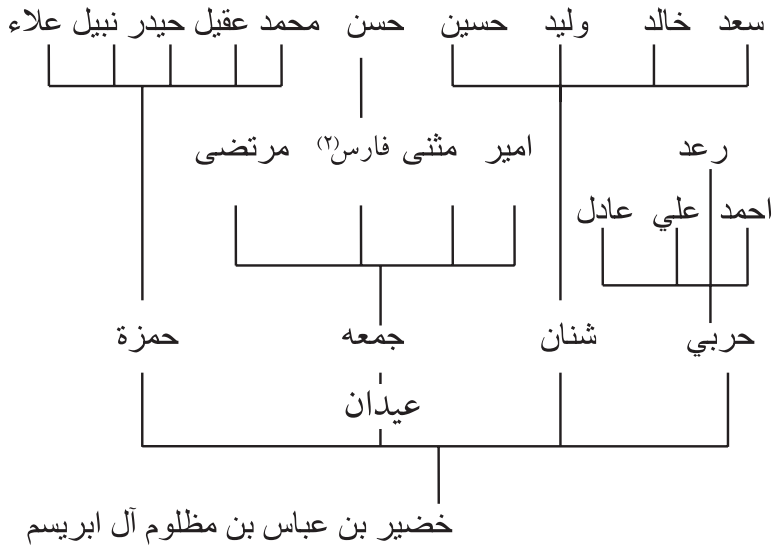 سعد خالد وليد حسين حسن محمد عقيل حيدر نبيل علاء
رعد امير مثنى فارس(٢) مرتضى
احمد علي عادل
حربي شنان جمعه حمزة
عيدان
خضير بن عباس بن مظلوم آل ابريسم